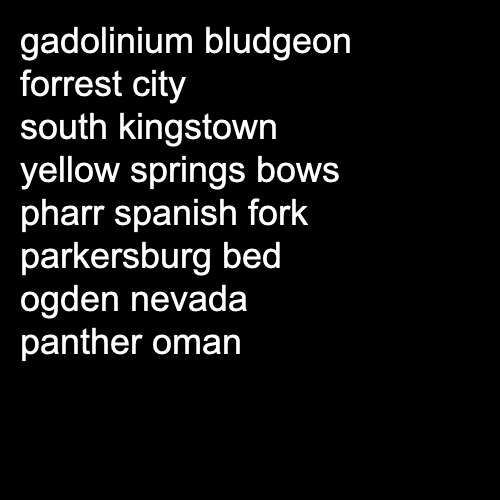 gadolinium bludgeon
forrest city
south kingstown
yellow springs bows
pharr spanish fork
parkersburg bed
ogden nevada
panther oman